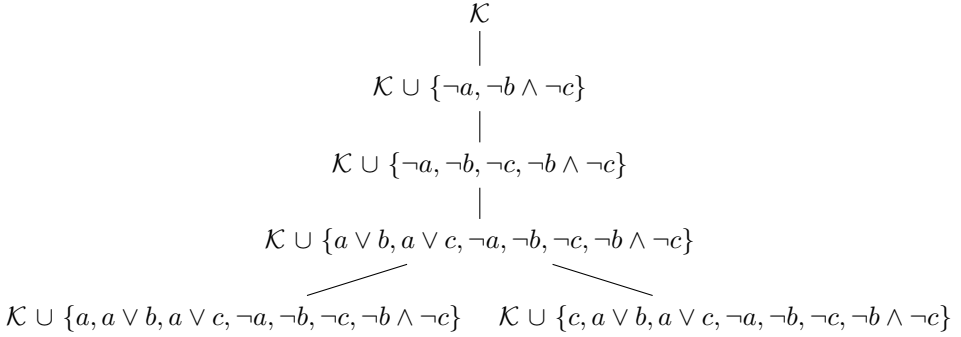 𝒦
𝒦 ∪ {¬a, ¬b ∧ ¬c}
𝒦 ∪ {¬a, ¬b, ¬c, ¬b ∧ ¬c}
𝒦 ∪ {a ∨ b, a ∨ c, ¬a, ¬b, ¬c, ¬b ∧ ¬c}
𝒦 ∪ {a, a ∨ b, a ∨ c, ¬a, ¬b, ¬c, ¬b ∧ ¬c} 𝒦 ∪ {c, a ∨ b, a ∨ c, ¬a, ¬b, ¬c, ¬b ∧ ¬c}